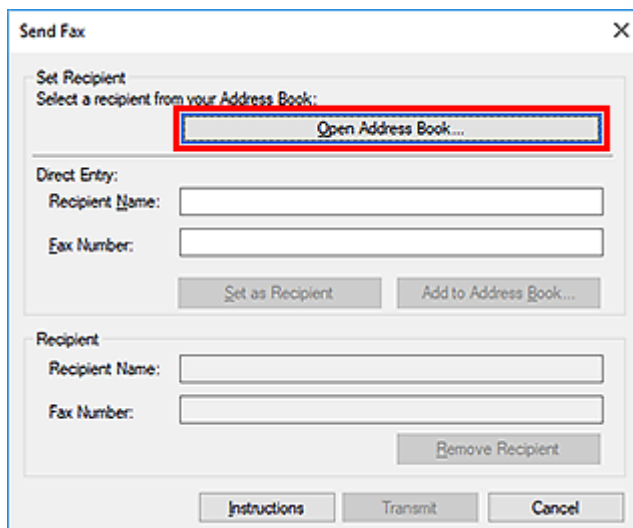 Send Fax
Set Recipient
Select a recipient from your Address Book:
Open Address Book...
Direct Entry:
Recipient Name:
Fax Number:
Set as Recipient Add to Address Book...
Recipient
Recipient Name:
Fax Number:
Remove Recipient
Instructions Transmit Cancel